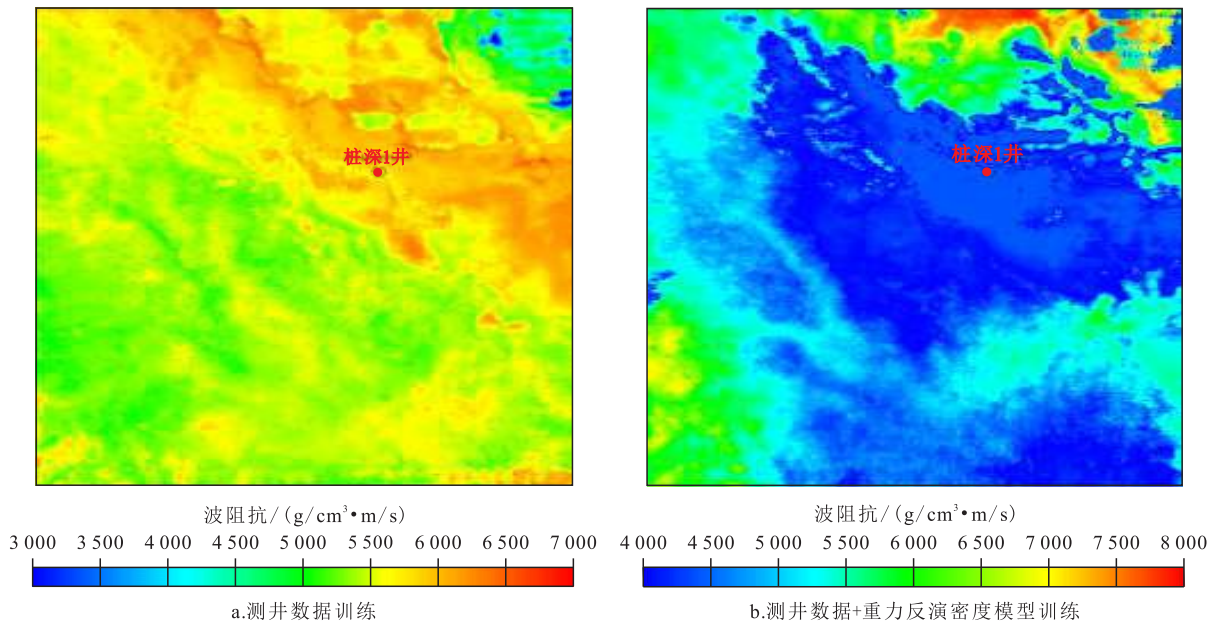 桩深1井
桩深1井
波阻抗/(g/cm³•m/s)
3 000 3 500 4 000 4 500 5 000 5 500 6 000 6 500 7 000
a.测井数据训练
波阻抗/(g/cm³•m/s)
4 000 4 500 5 000 5 500 6 000 6 500 7 000 7 500 8 000
b.测井数据+重力反演密度模型训练